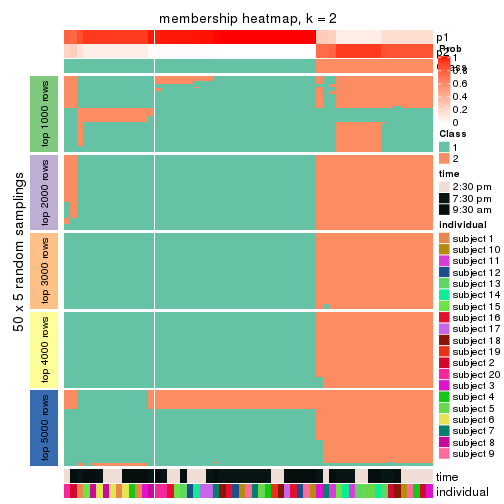 membership heatmap, k = 2
p1
p2
Class
50 x 5 random samplings
top 1000 rows
top 2000 rows
top 3000 rows
top 4000 rows
top 5000 rows
time
individual
Prob
1
0.8
0.6
0.4
0.2
0
Class
1
2
time
2:30 pm
7:30 pm
9:30 am
individual
subject 1
subject 10
subject 11
subject 12
subject 13
subject 14
subject 15
subject 16
subject 17
subject 18
subject 19
subject 2
subject 20
subject 3
subject 4
subject 5
subject 6
subject 7
subject 8
subject 9